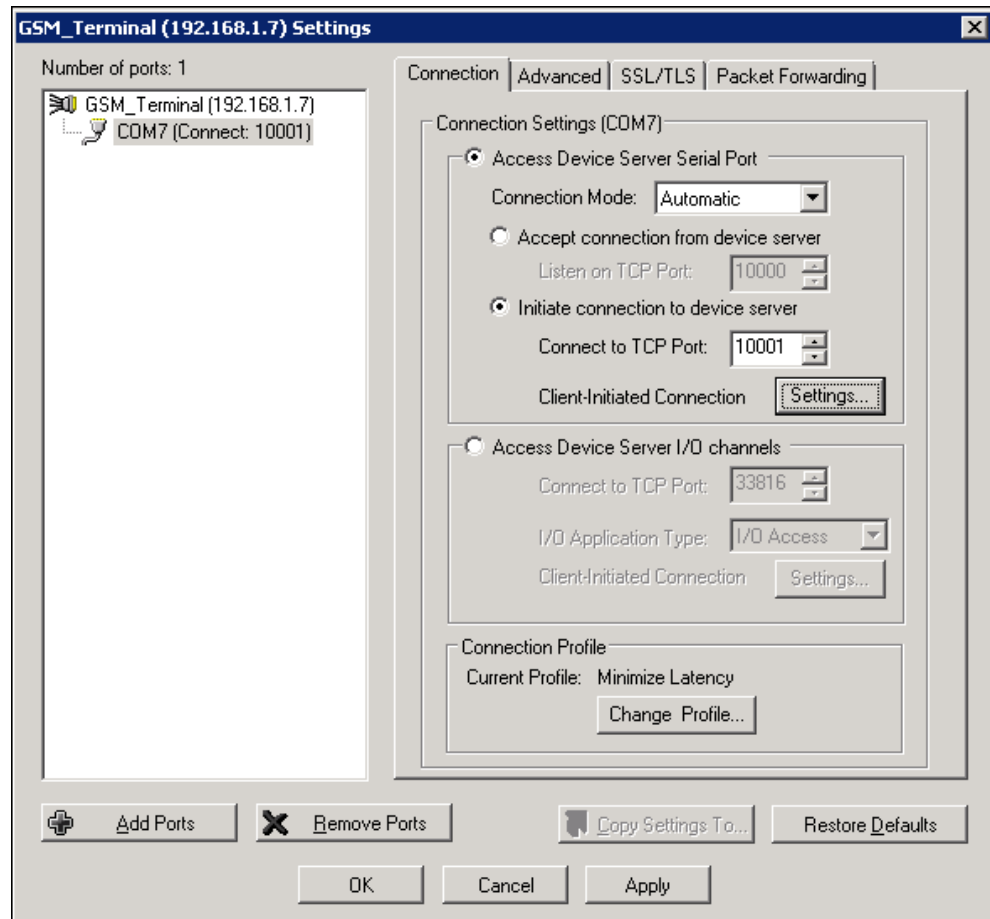 GSM_Terminal (192.168.1.7) Settings
Number of ports: 1
GSM_Terminal (192.168.1.7)
COM7 (Connect: 10001)
Connection Advanced SSL/TLS Packet Forwarding
Connection Settings (COM7)
Access Device Server Serial Port
Connection Mode: Automatic
Accept connection from device server
Listen on TCP Port: 10000
Initiate connection to device server
Connect to TCP Port: 10001
Client-Initiated Connection Settings...
Access Device Server I/O channels
Connect to TCP Port: 33816
I/O Application Type: I/O Access
Client-Initiated Connection Settings...
Connection Profile
Current Profile: Minimize Latency
Change Profile...
Add Ports Remove Ports Copy Settings To... Restore Defaults
OK Cancel Apply